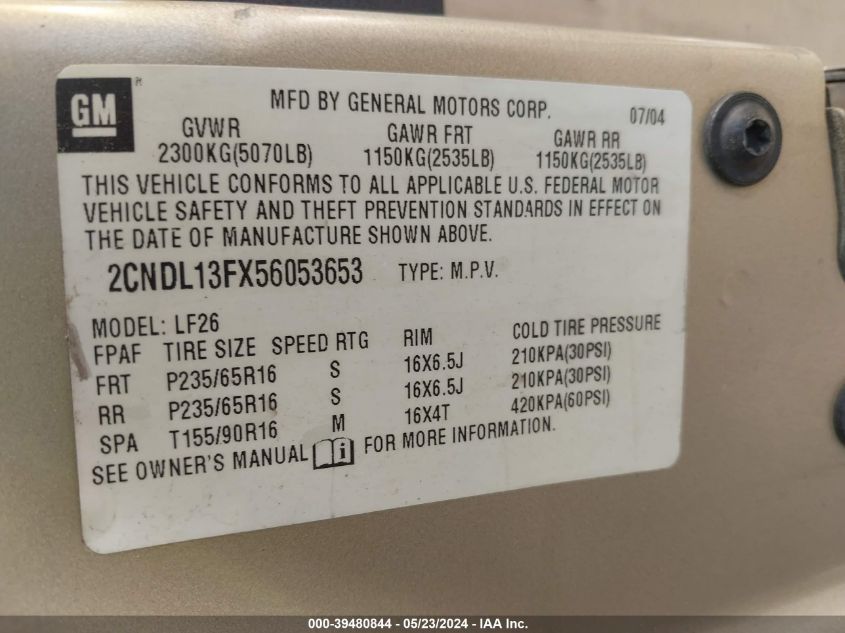 GM
MFD BY GENERAL MOTORS CORP. 07/04
GVWR GAWR FRT GAWR RR
2300KG(5070LB) 1150KG(2535LB) 1150KG(2535LB)
THIS VEHICLE CONFORMS TO ALL APPLICABLE U.S. FEDERAL MOTOR
VEHICLE SAFETY AND THEFT PREVENTION STANDARDS IN EFFECT ON
THE DATE OF MANUFACTURE SHOWN ABOVE.
2CNDL13FX56053653 TYPE: M.P.V.
MODEL: LF26
FPAF TIRE SIZE SPEED RTG RIM COLD TIRE PRESSURE
FRT P235/65R16 S 16X6.5J 210KPA(30PSI)
RR P235/65R16 S 16X6.5J 210KPA(30PSI)
SPA T155/90R16 M 16X4T 420KPA(60PSI)
SEE OWNER'S MANUAL FOR MORE INFORMATION.
000-39480844 - 05/23/2024 - IAA Inc.